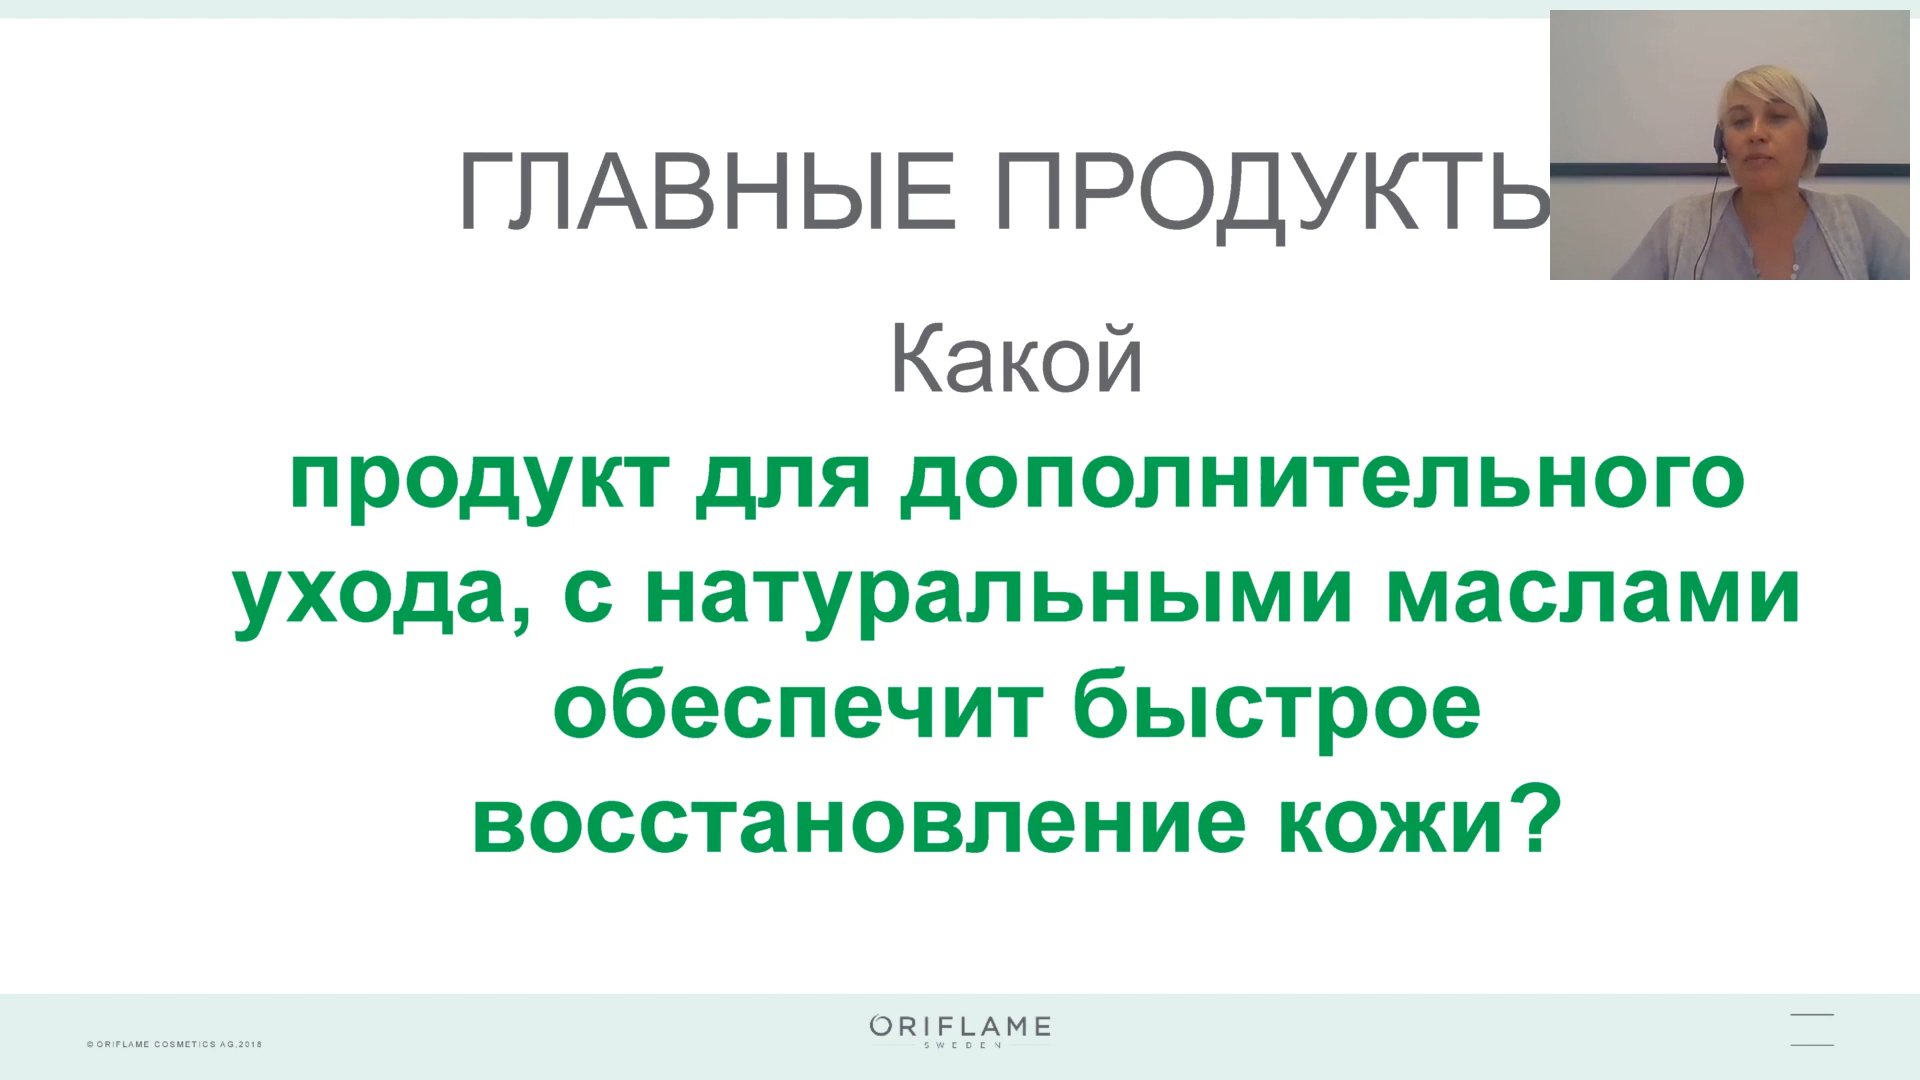 ГЛАВНЫЕ ПРОДУКТЫ
Какой
продукт для дополнительного
ухода, с натуральными маслами
обеспечит быстрое
восстановление кожи?
© ORIFLAME COSMETICS AG, 2018
ORIFLAME
SWEDEN